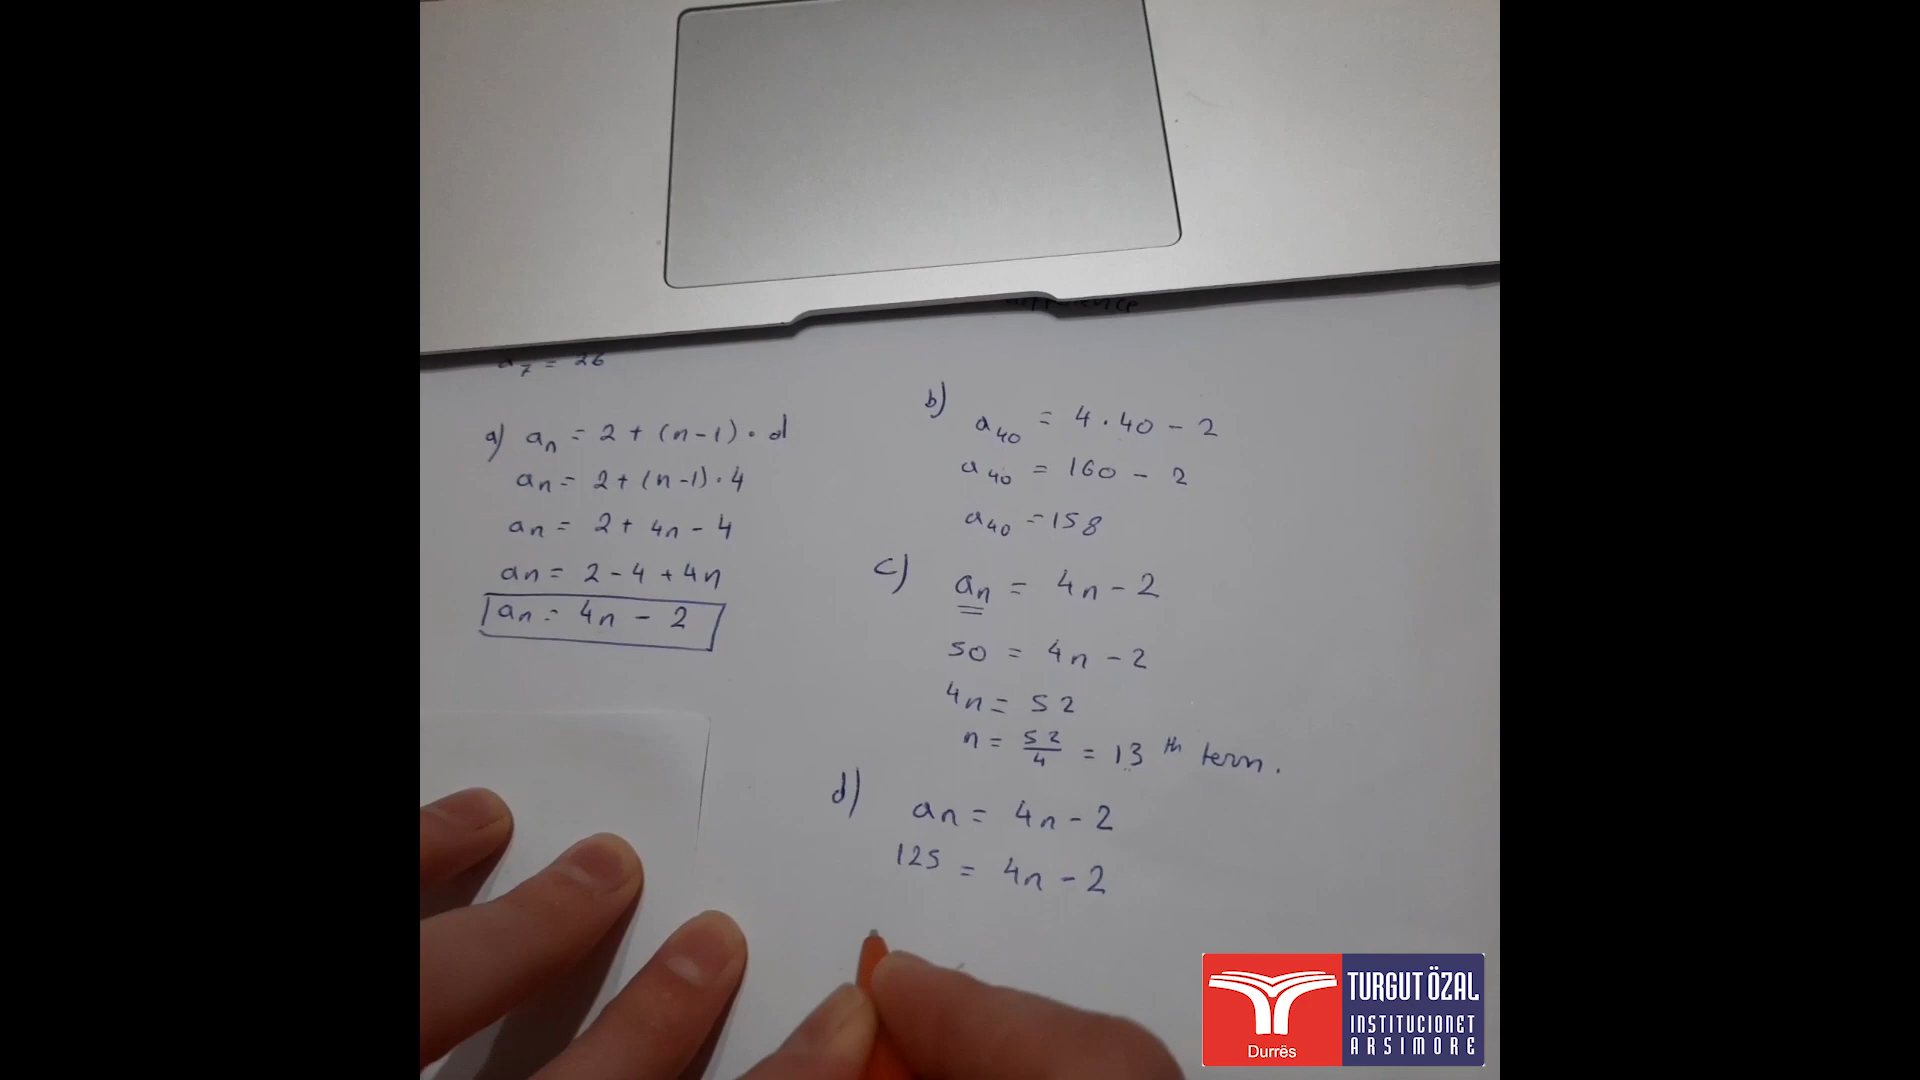 a7 = 26
a) an = 2 + (n-1) · d
an = 2 + (n-1) · 4
an = 2 + 4n - 4
an = 2 - 4 + 4n
an = 4n - 2
b)
a40 = 4 · 40 - 2
a40 = 160 - 2
a40 = 158
c) an = 4n - 2
50 = 4n - 2
4n = 52
n = 52/4 = 13 th term.
d) an = 4n - 2
125 = 4n - 2
TURGUT ÖZAL
INSTITUCIONET
ARSIMORE
Durrës